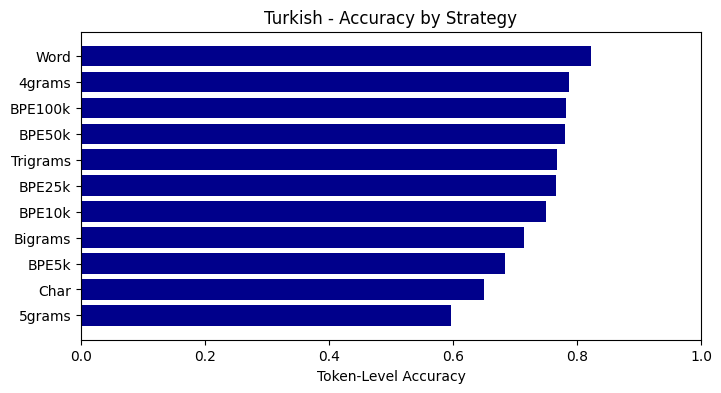 Turkish - Accuracy by Strategy
Word
4grams
BPE100k
BPE50k
Trigrams
BPE25k
BPE10k
Bigrams
BPE5k
Char
5grams
0.0 0.2 0.4 0.6 0.8 1.0
Token-Level Accuracy